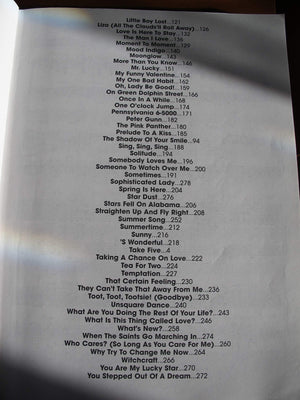 Little Boy Lost...121
Liza (All The Clouds'll Roll Away)...126
Love Is Here To Stay...132
The Man I Love...136
Moment To Moment...129
Mood Indigo...140
Moonglow...143
More Than You Know...146
Mr. Lucky...151
My Funny Valentine...154
My One Bad Habit...162
Oh, Lady Be Good!...159
On Green Dolphin Street...166
Once In A While...168
One O'clock Jump...174
Pennsylvania 6-5000...171
Peter Gunn...182
The Pink Panther...180
Prelude To A Kiss...185
The Shadow Of Your Smile...94
Sing, Sing, Sing...188
Solitude...194
Somebody Loves Me...196
Someone To Watch Over Me...200
Sometimes...191
Sophisticated Lady...278
Spring Is Here...204
Star Dust...276
Stars Fell On Alabama...206
Straighten Up And Fly Right...208
Summer Song...252
Summertime...212
Sunny...216
'S Wonderful...218
Take Five...4
Taking A Chance On Love...222
Tea For Two...224
Temptation...227
That Certain Feeling...230
They Can't Take That Away From Me...236
Toot, Toot, Tootsie! (Goodbye)...233
Unsquare Dance...240
What Are You Doing The Rest Of Your Life?...243
What Is This Thing Called Love?...246
What's New?...258
When The Saints Go Marching In...274
Who Cares? (So Long As You Care For Me)...260
Why Try To Change Me Now...264
Witchcraft...266
You Are My Lucky Star...270
You Stepped Out Of A Dream...272